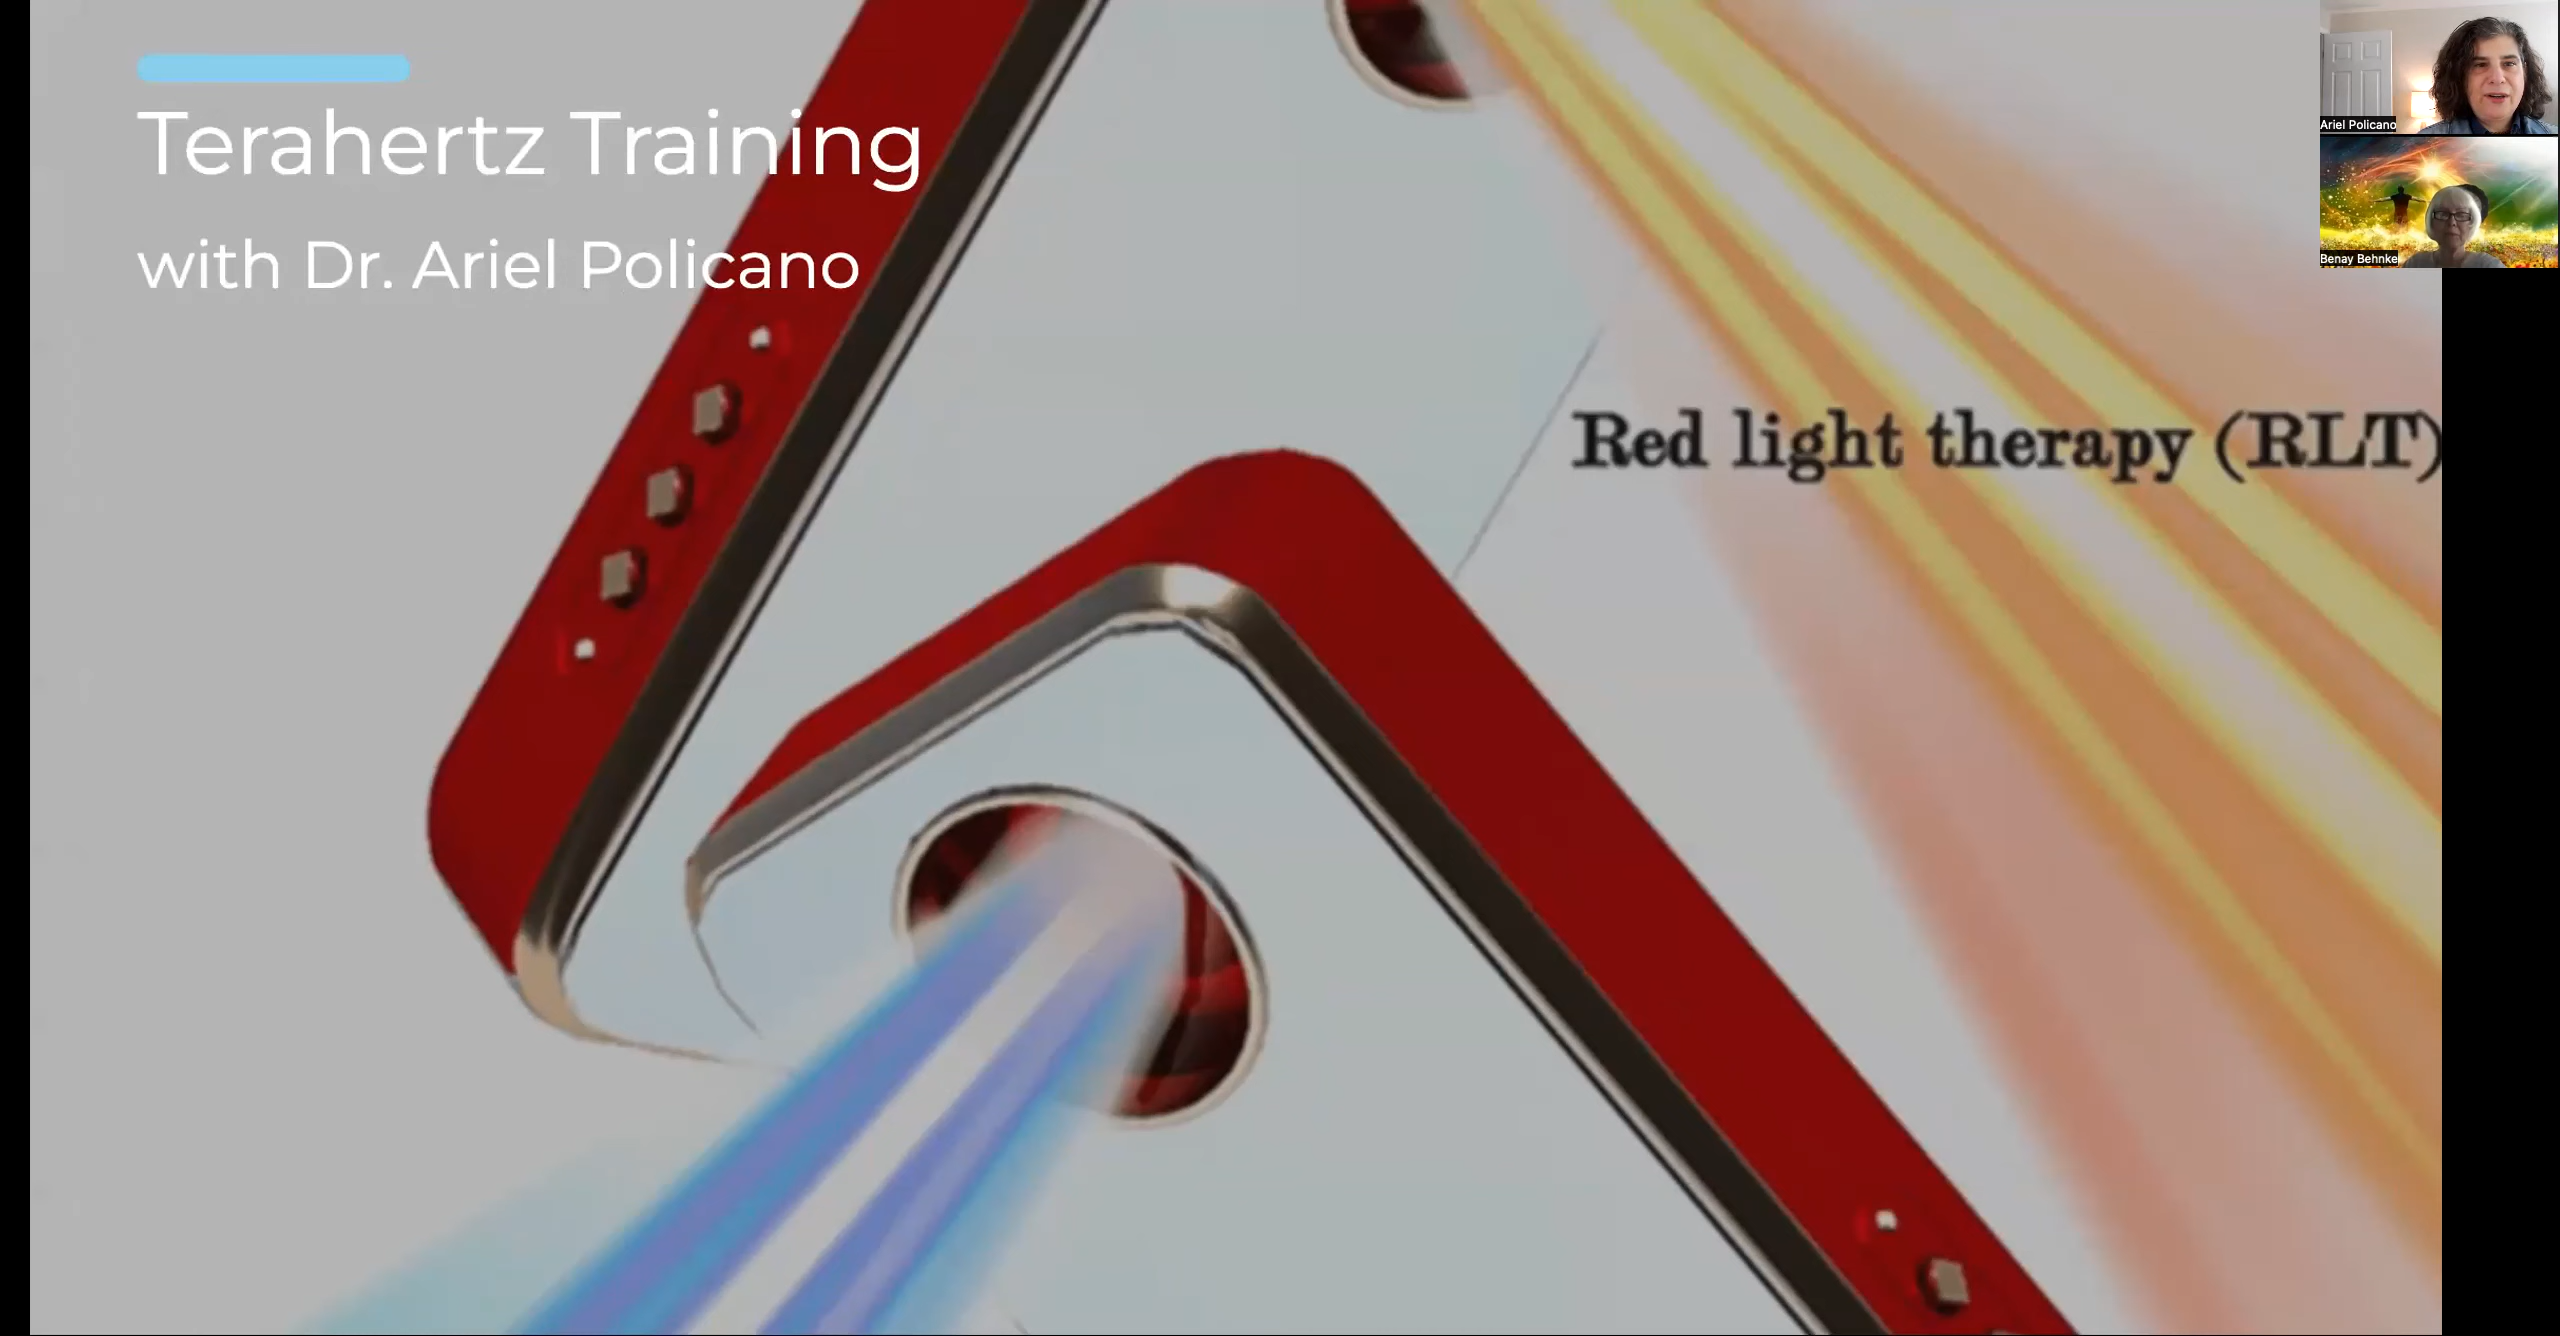 Terahertz Training
with Dr. Ariel Policano
Ariel Policano
Benay Behnke
Red light therapy (RLT)